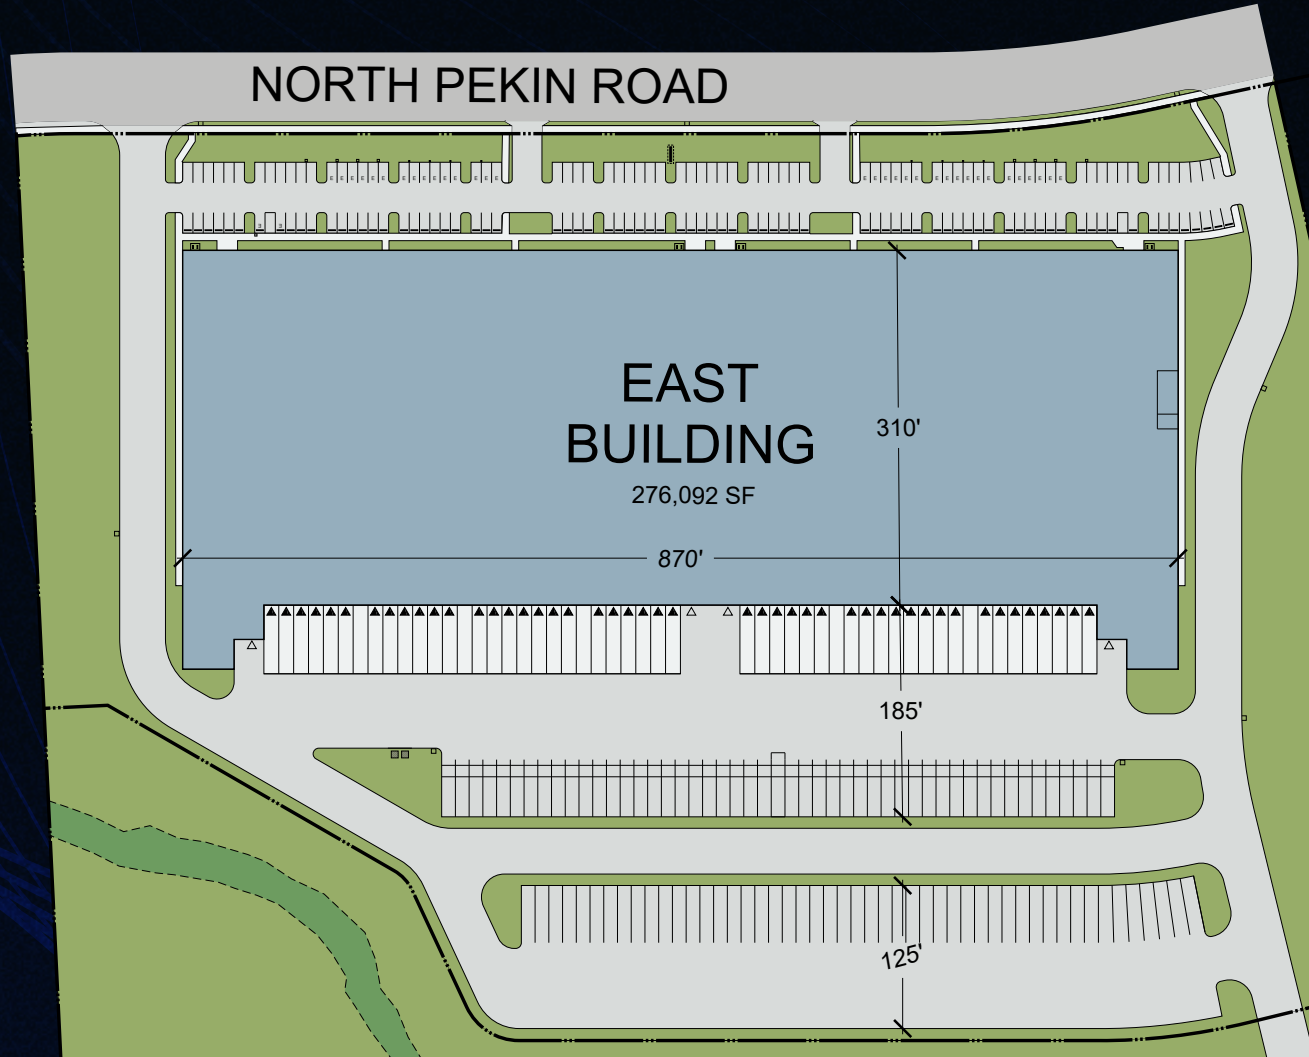 NORTH PEKIN ROAD
EAST
BUILDING
276,092 SF
310'
870'
185'
125'